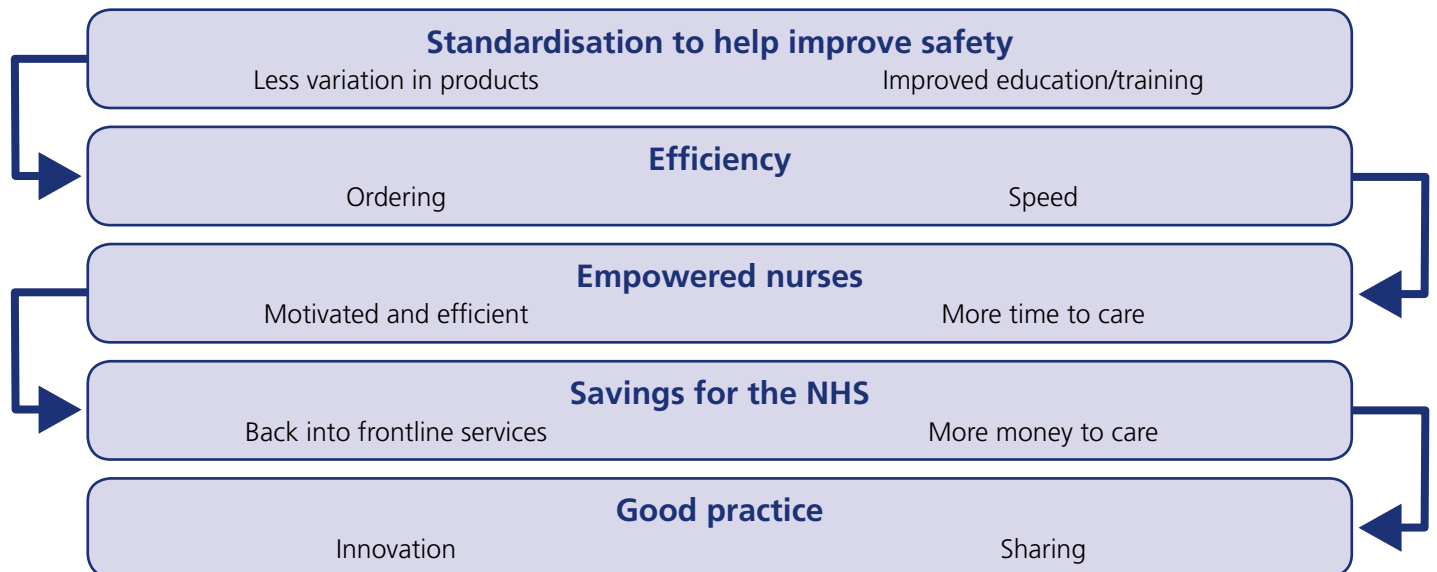 Standardisation to help improve safety
Less variation in products Improved education/training
Efficiency
Ordering Speed
Empowered nurses
Motivated and efficient More time to care
Savings for the NHS
Back into frontline services More money to care
Good practice
Innovation Sharing